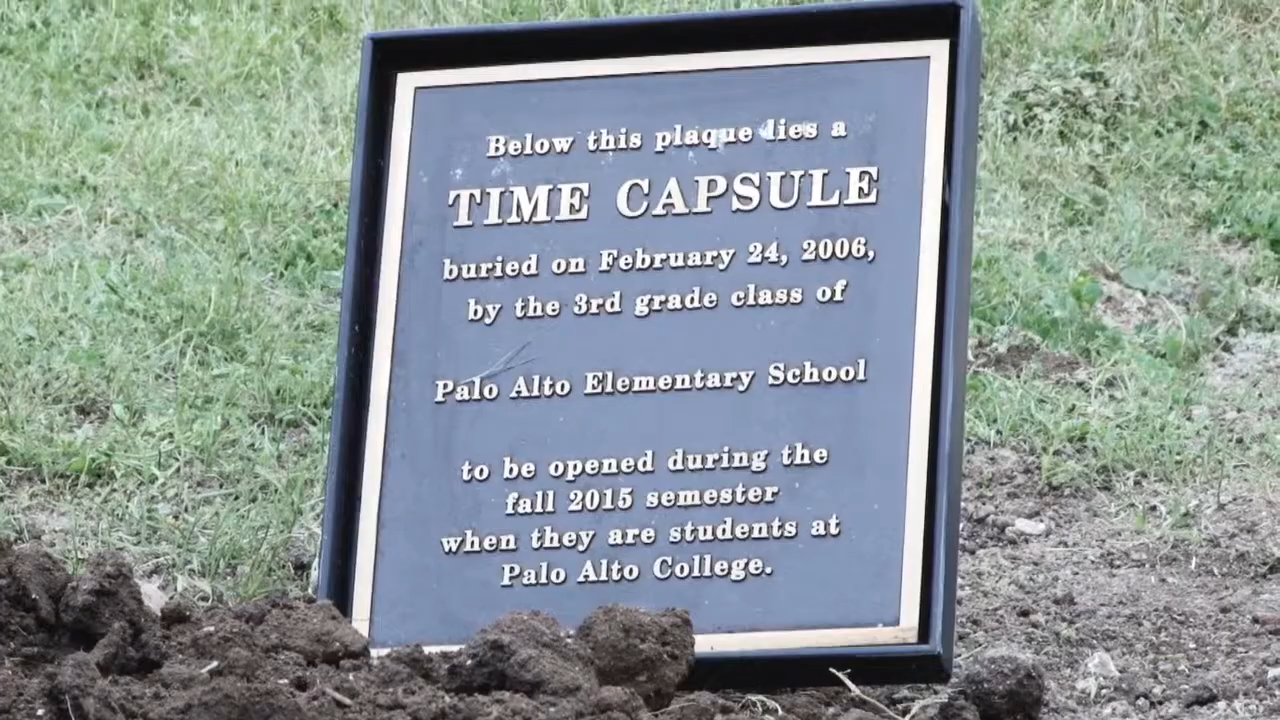 Below this plaque lies a
TIME CAPSULE
buried on February 24, 2006,
by the 3rd grade class of
Palo Alto Elementary School
to be opened during the
fall 2015 semester
when they are students at
Palo Alto College.